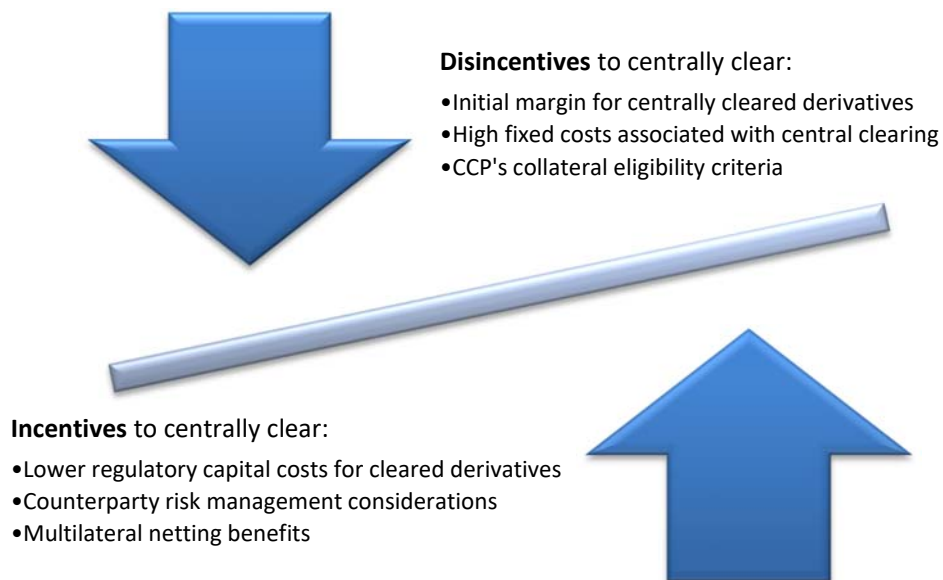 Disincentives to centrally clear:
•Initial margin for centrally cleared derivatives
•High fixed costs associated with central clearing
•CCP's collateral eligibility criteria
Incentives to centrally clear:
•Lower regulatory capital costs for cleared derivatives
•Counterparty risk management considerations
•Multilateral netting benefits